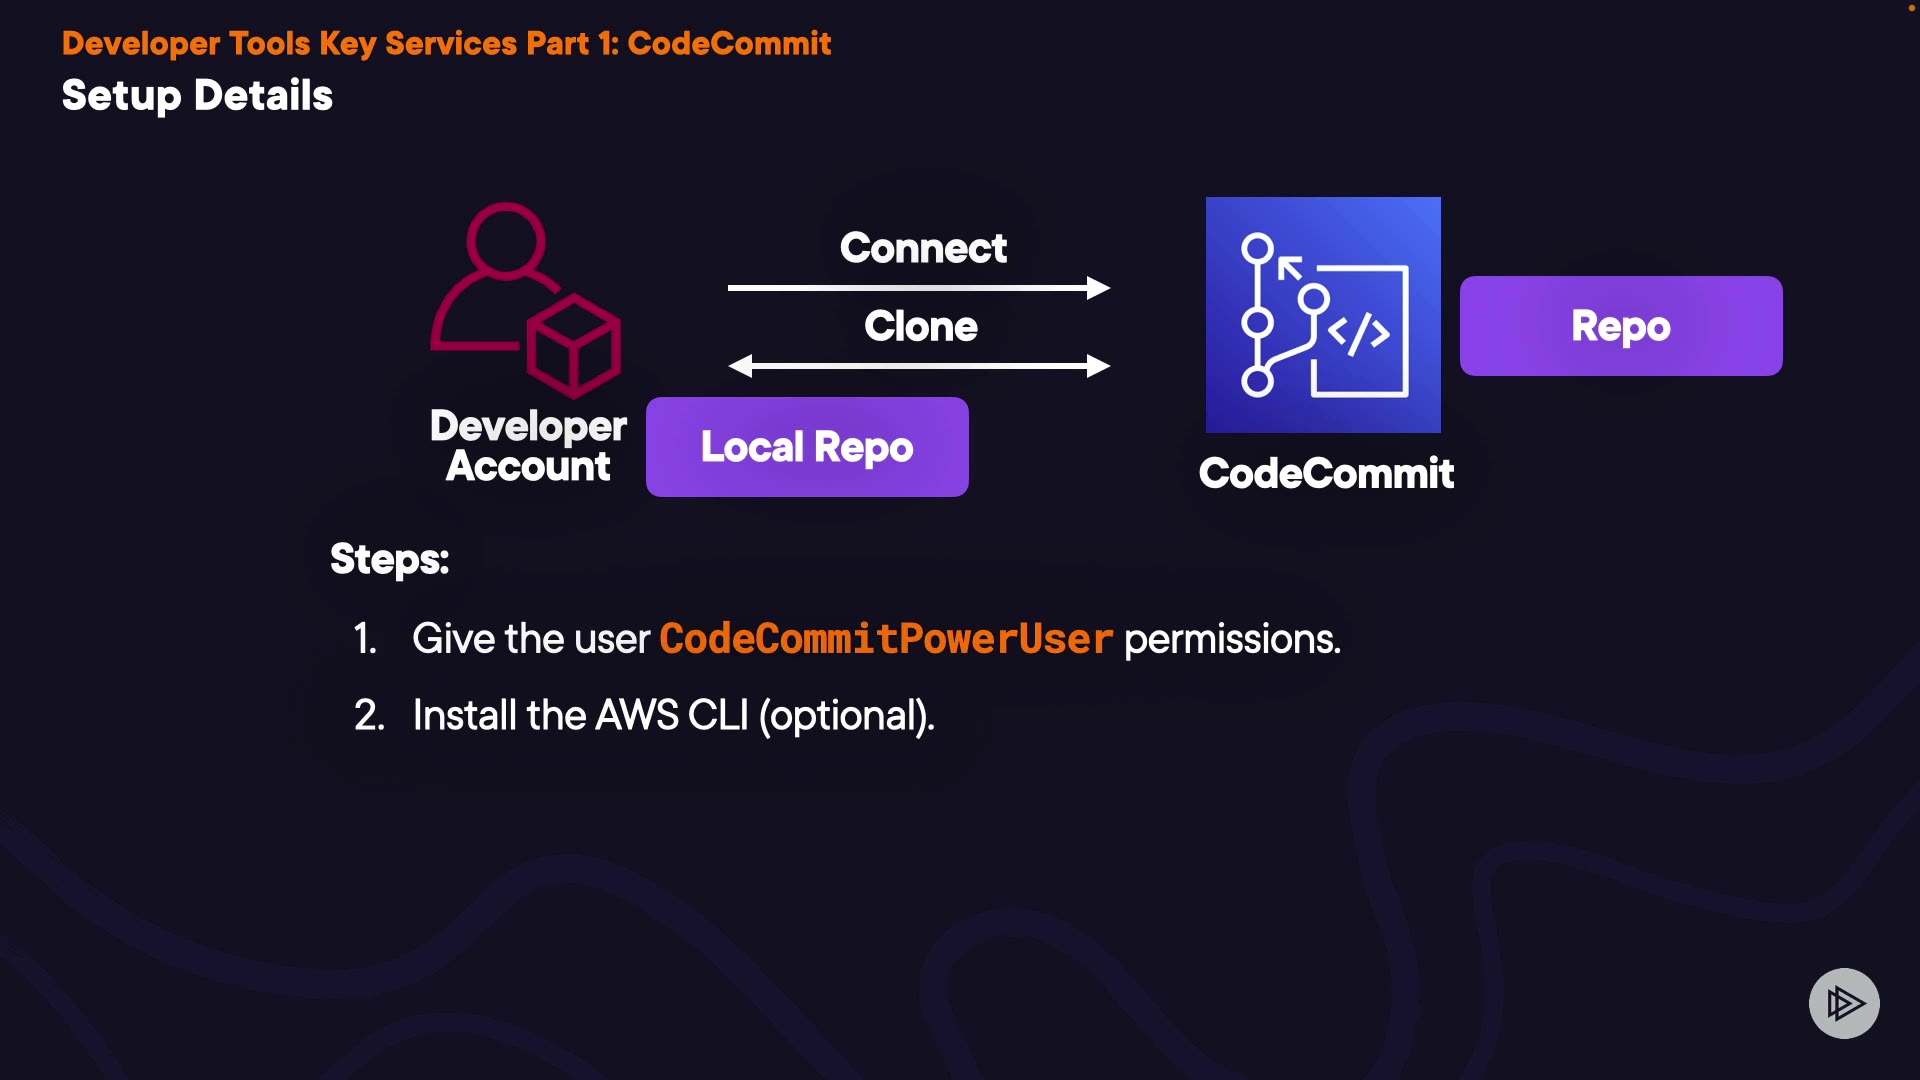 Developer Tools Key Services Part 1: CodeCommit
Setup Details
Connect
Clone
Repo
Developer
Account
Local Repo
CodeCommit
Steps:
1. Give the user CodeCommitPowerUser permissions.
2. Install the AWS CLI (optional).